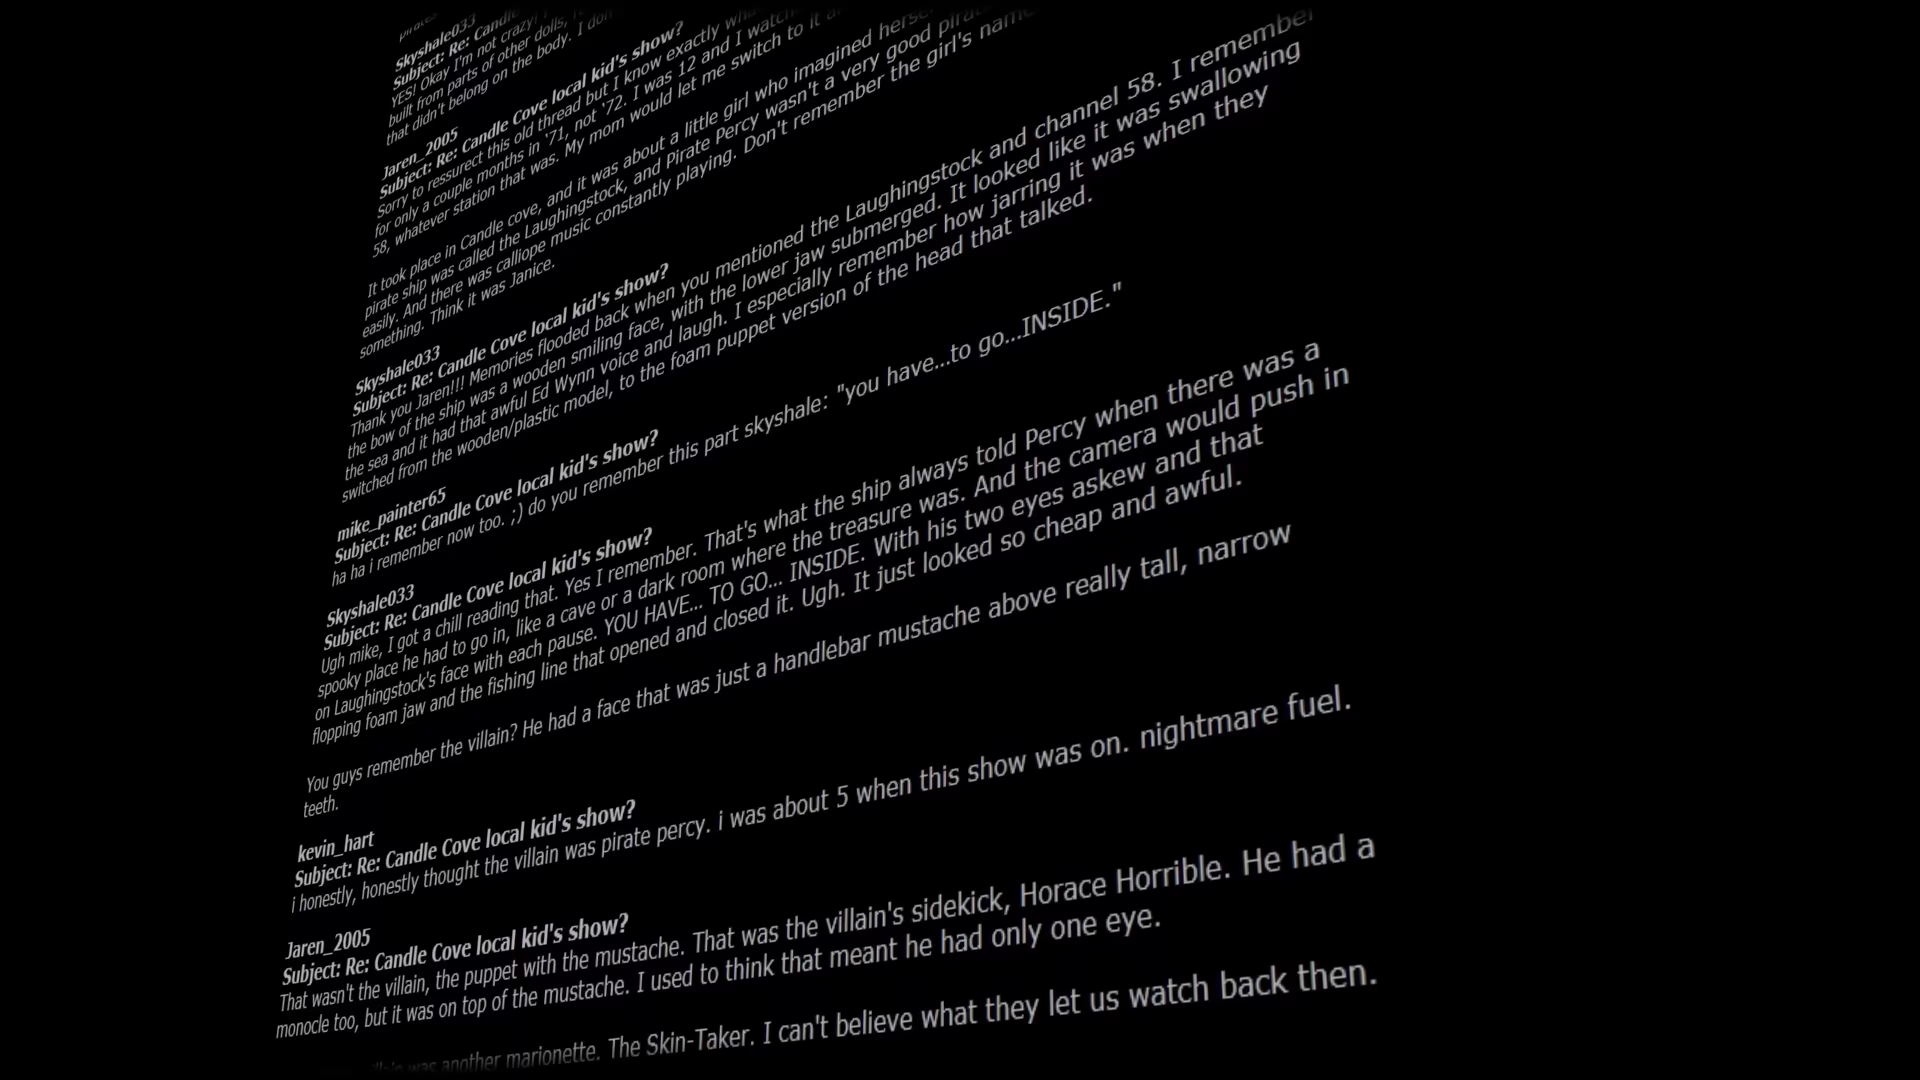 pirates
Skyshale033
Subject: Re: Candle
YES! Okay I'm not crazy!
built from parts of other dolls,
that didn't belong on the body. I don
Jaren_2005
Subject: Re: Candle Cove local kid's show?
Sorry to ressurect this old thread but I know exactly wha
for only a couple months in '71, not '72. I was 12 and I watch
58, whatever station that was. My mom would let me switch to it a
It took place in Candle cove, and it was about a little girl who imagined herse
pirate ship was called the Laughingstock, and Pirate Percy wasn't a very good pirat
easily. And there was calliope music constantly playing. Don't remember the girl's name
something. Think it was Janice.
Skyshale033
Subject: Re: Candle Cove local kid's show?
Thank you Jaren!!! Memories flooded back when you mentioned the Laughingstock and channel 58. I remember
the bow of the ship was a wooden smiling face, with the lower jaw submerged. It looked like it was swallowing
the sea and it had that awful Ed Wynn voice and laugh. I especially remember how jarring it was when they
switched from the wooden/plastic model, to the foam puppet version of the head that talked.
mike_painter65
Subject: Re: Candle Cove local kid's show?
ha ha i remember now too. ;) do you remember this part skyshale: "you have...to go...INSIDE."
Skyshale033
Subject: Re: Candle Cove local kid's show?
Ugh mike, I got a chill reading that. Yes I remember. That's what the ship always told Percy when there was a
spooky place he had to go in, like a cave or a dark room where the treasure was. And the camera would push in
on Laughingstock's face with each pause. YOU HAVE... TO GO... INSIDE. With his two eyes askew and that
flopping foam jaw and the fishing line that opened and closed it. Ugh. It just looked so cheap and awful.
You guys remember the villain? He had a face that was just a handlebar mustache above really tall, narrow
teeth.
kevin_hart
Subject: Re: Candle Cove local kid's show?
i honestly, honestly thought the villain was pirate percy. i was about 5 when this show was on. nightmare fuel.
Jaren_2005
Subject: Re: Candle Cove local kid's show?
That wasn't the villain, the puppet with the mustache. That was the villain's sidekick, Horace Horrible. He had a
monocle too, but it was on top of the mustache. I used to think that meant he had only one eye.
was another marionette. The Skin-Taker. I can't believe what they let us watch back then.